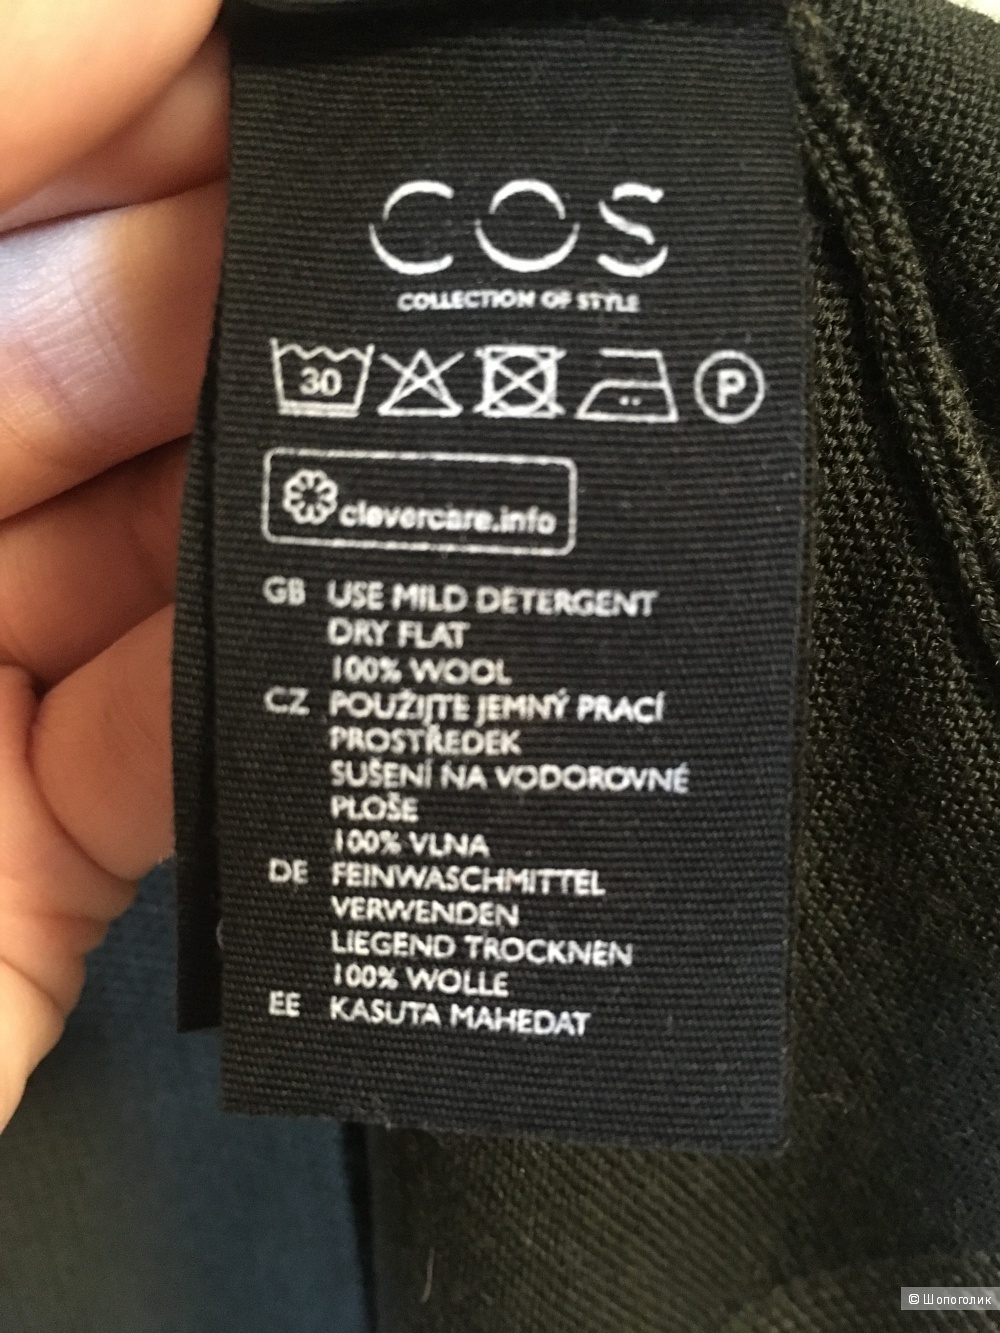 COS
COLLECTION OF STYLE
30
P
clevercare.info
GB USE MILD DETERGENT
DRY FLAT
100% WOOL
CZ POUŽIJTE JEMNÝ PRACÍ
PROSTŘEDEK
SUŠENÍ NA VODOROVNÉ
PLOŠE
100% VLNA
DE FEINWASCHMITTEL
VERWENDEN
LIEGEND TROCKNEN
100% WOLLE
EE KASUTA MAHEDAT
© Шопоголик